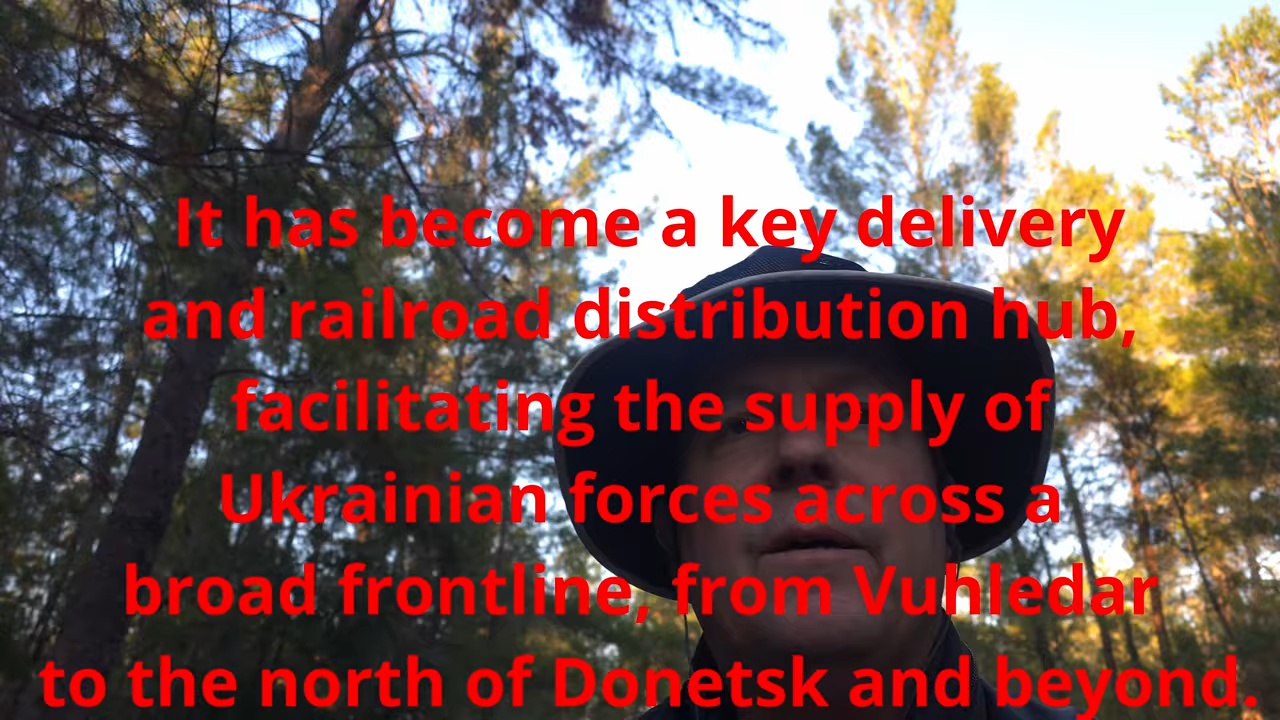 It has become a key delivery
and railroad distribution hub,
facilitating the supply of
Ukrainian forces across a
broad frontline, from Vuhledar
to the north of Donetsk and beyond.